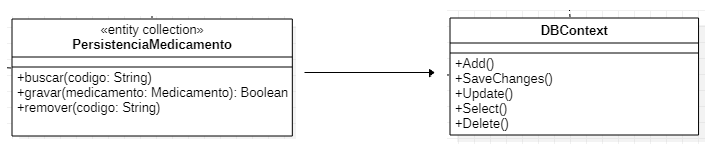 «entity collection»
PersistenciaMedicamento
+buscar(codigo: String)
+gravar(medicamento: Medicamento): Boolean
+remover(codigo: String)
DBContext
+Add()
+SaveChanges()
+Update()
+Select()
+Delete()